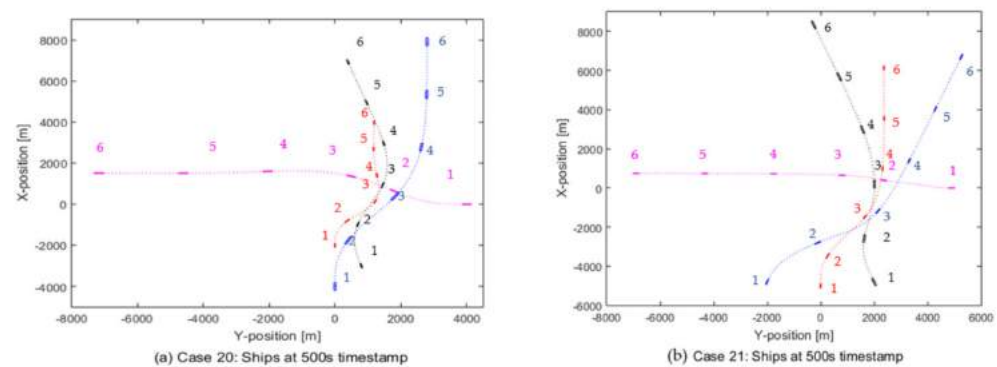 8000
6000
4000
2000
0
-2000
-4000
X-position [m]
-8000 -6000 -4000 -2000 0 2000 4000
Y-position [m]
6 5 4 3 2 1
6 5 4 3 2 1
6 5 4 3 2 1
6 5 4 3 2 1
(a) Case 20: Ships at 500s timestamp
8000
6000
4000
2000
0
-2000
-4000
-6000
X-position [m]
-8000 -6000 -4000 -2000 0 2000 4000 6000
Y-position [m]
6 5 4 3 2 1
6 5 4 3 2 1
6 5 4 3 2 1
6 5 4 3 2 1
(b) Case 21: Ships at 500s timestamp